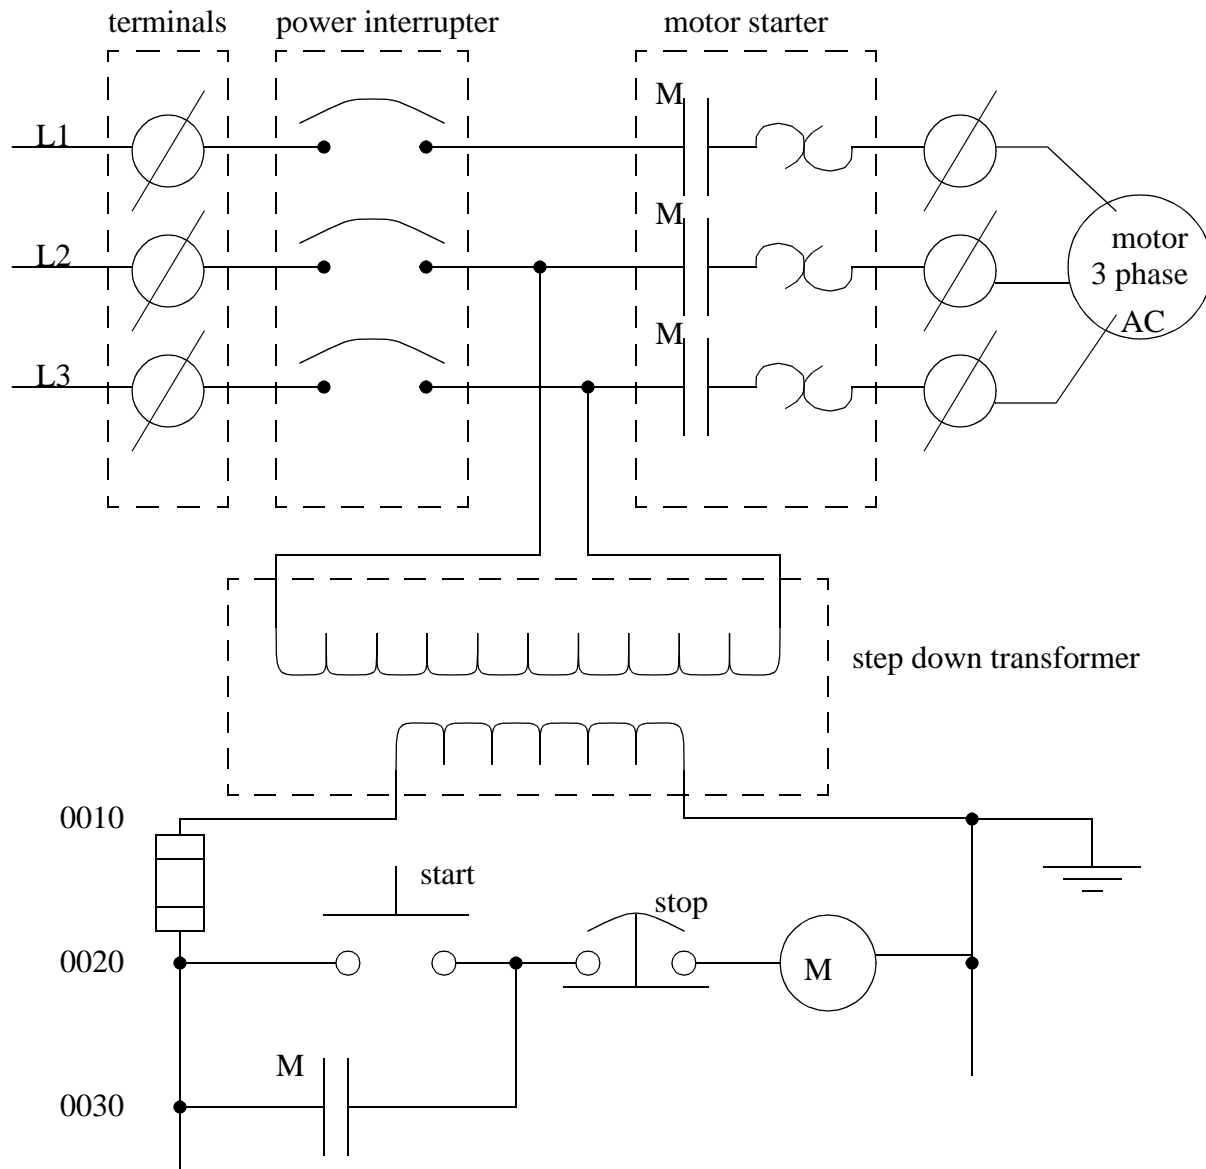 terminals
power interrupter
motor starter
M
L1
M
L2
motor
3 phase
AC
M
L3
step down transformer
0010
start
stop
0020
M
M
0030